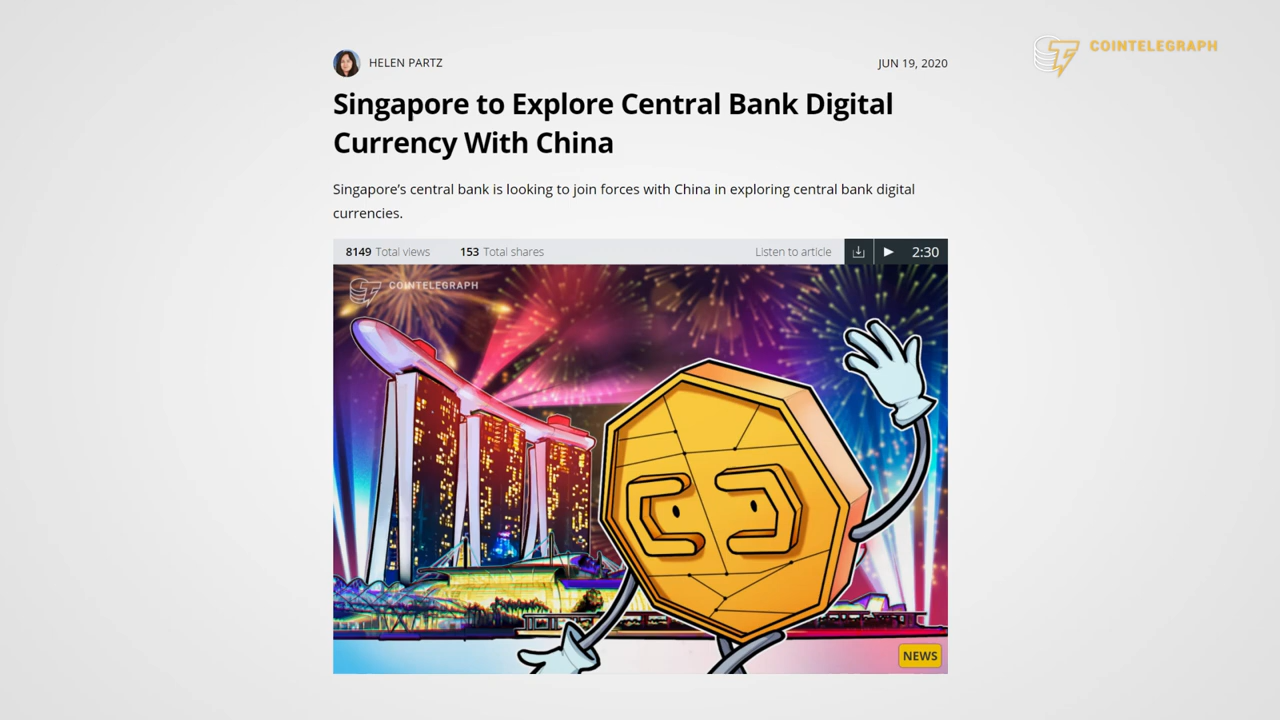 COINTELEGRAPH
HELEN PARTZ
JUN 19, 2020
Singapore to Explore Central Bank Digital
Currency With China
Singapore’s central bank is looking to join forces with China in exploring central bank digital
currencies.
8149 Total views 153 Total shares Listen to article 2:30
COINTELEGRAPH
NEWS